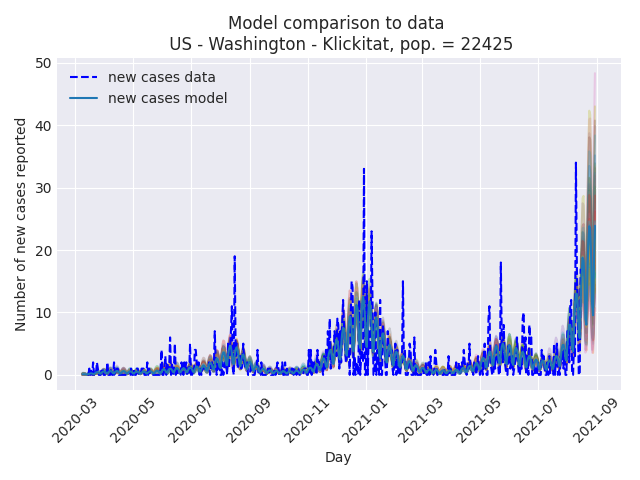 Model comparison to data
US - Washington - Klickitat, pop. = 22425
new cases data
new cases model
Number of new cases reported
50
40
30
20
10
0
2020-03
2020-05
2020-07
2020-09
2020-11
2021-01
2021-03
2021-05
2021-07
2021-09
Day